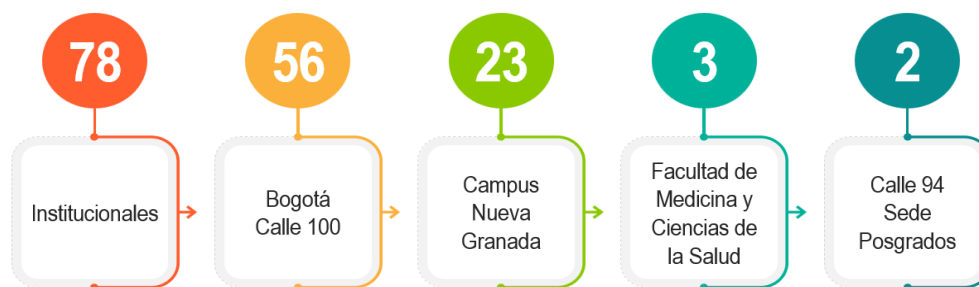 78
Institucionales
56
Bogotá
Calle 100
23
Campus
Nueva
Granada
3
Facultad de
Medicina y
Ciencias de
la Salud
2
Calle 94
Sede
Posgrados